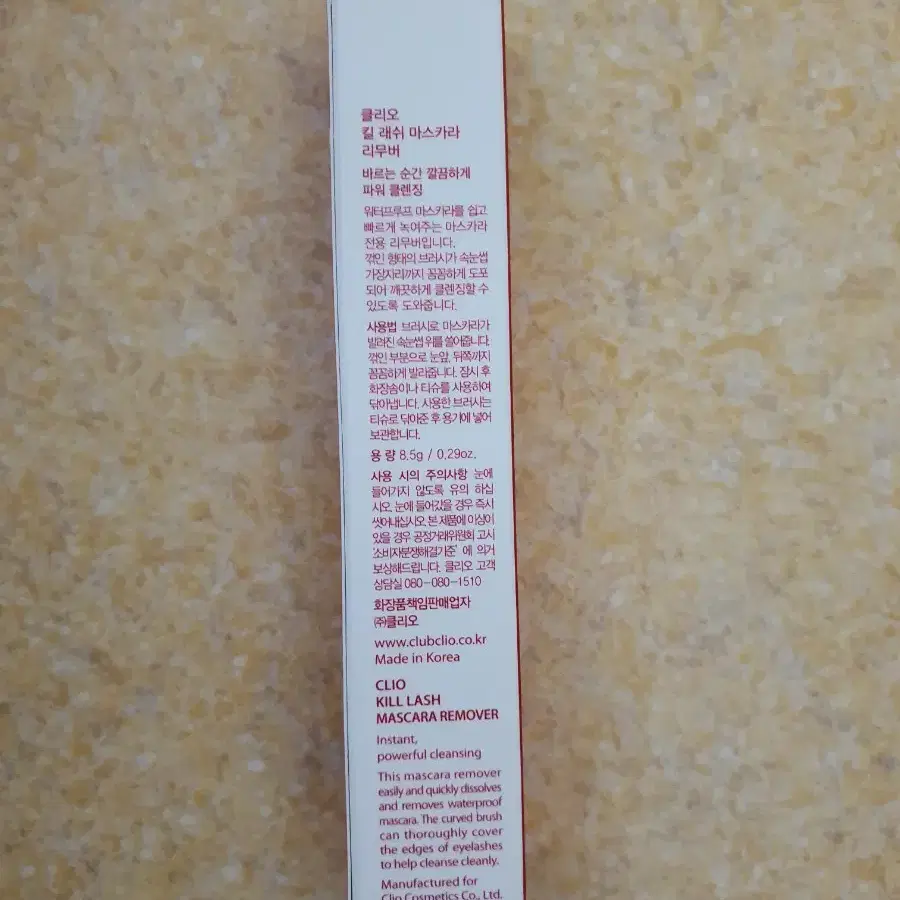 클리오
킬 래쉬 마스카라
리무버
바르는 순간 깔끔하게
파워 클렌징
워터프루프 마스카라를 쉽고
빠르게 녹여주는 마스카라
전용 리무버입니다.
꺾인 형태의 브러시가 속눈썹
가장자리까지 꼼꼼하게 도포
되어 깨끗하게 클렌징할 수
있도록 도와줍니다.
사용법 브러시로 마스카라가
발려진 속눈썹 위를 쓸어줍니다.
꺾인 부분으로 눈앞, 뒤쪽까지
꼼꼼하게 발라줍니다. 잠시 후
화장솜이나 티슈를 사용하여
닦아냅니다. 사용한 브러시는
티슈로 닦아준 후 용기에 넣어
보관합니다.
용 량 8.5g / 0.29oz.
사용 시의 주의사항 눈에
들어가지 않도록 유의 하십
시오. 눈에 들어갔을 경우 즉시
씻어내십시오. 본 제품에 이상이
있을 경우 공정거래위원회 고시
'소비자분쟁해결기준' 에 의거
보상해드립니다. 클리오 고객
상담실 080-080-1510
화장품책임판매업자
㈜클리오
www.clubclio.co.kr
Made in Korea
CLIO
KILL LASH
MASCARA REMOVER
Instant,
powerful cleansing
This mascara remover
easily and quickly dissolves
and removes waterproof
mascara. The curved brush
can thoroughly cover
the edges of eyelashes
to help cleanse cleanly.
Manufactured for
Clio Cosmetics Co., Ltd.